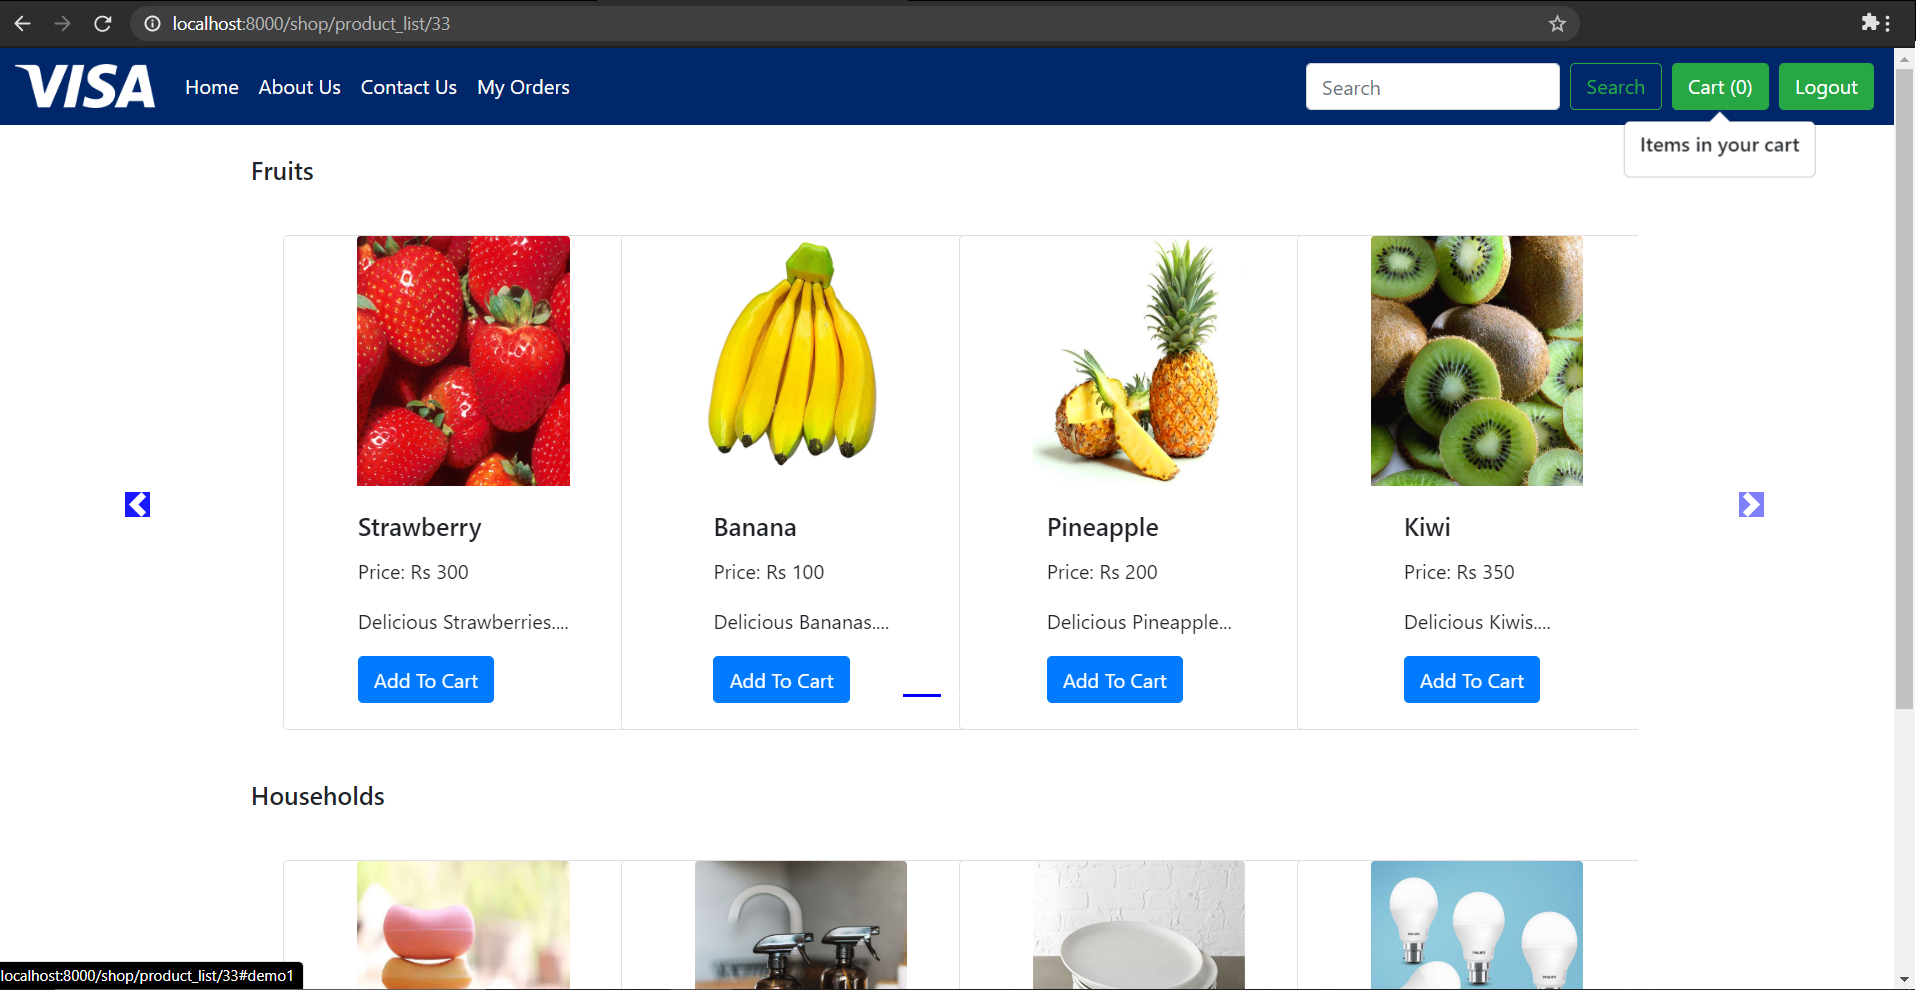 localhost:8000/shop/product_list/33
VISA Home About Us Contact Us My Orders Search Search Cart (0) Logout
Items in your cart
Fruits
Strawberry Banana Pineapple Kiwi
Price: Rs 300 Price: Rs 100 Price: Rs 200 Price: Rs 350
Delicious Strawberries.... Delicious Bananas.... Delicious Pineapple... Delicious Kiwis....
Add To Cart Add To Cart Add To Cart Add To Cart
Households
localhost:8000/shop/product_list/33#demo1